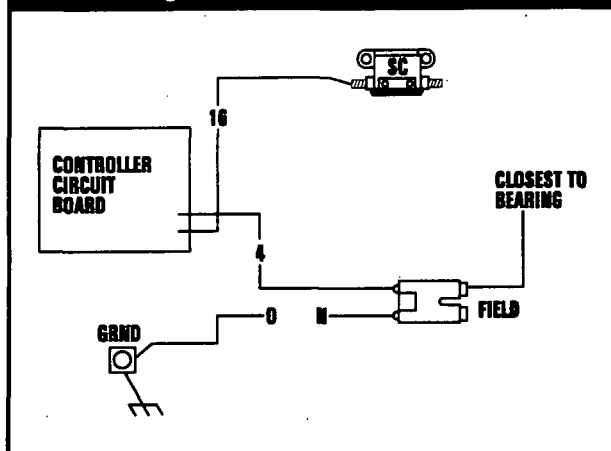 SC
16
CONTROLLER
CIRCUIT
BOARD
CLOSEST TO
BEARING
4
0 N
FIELD
GRND